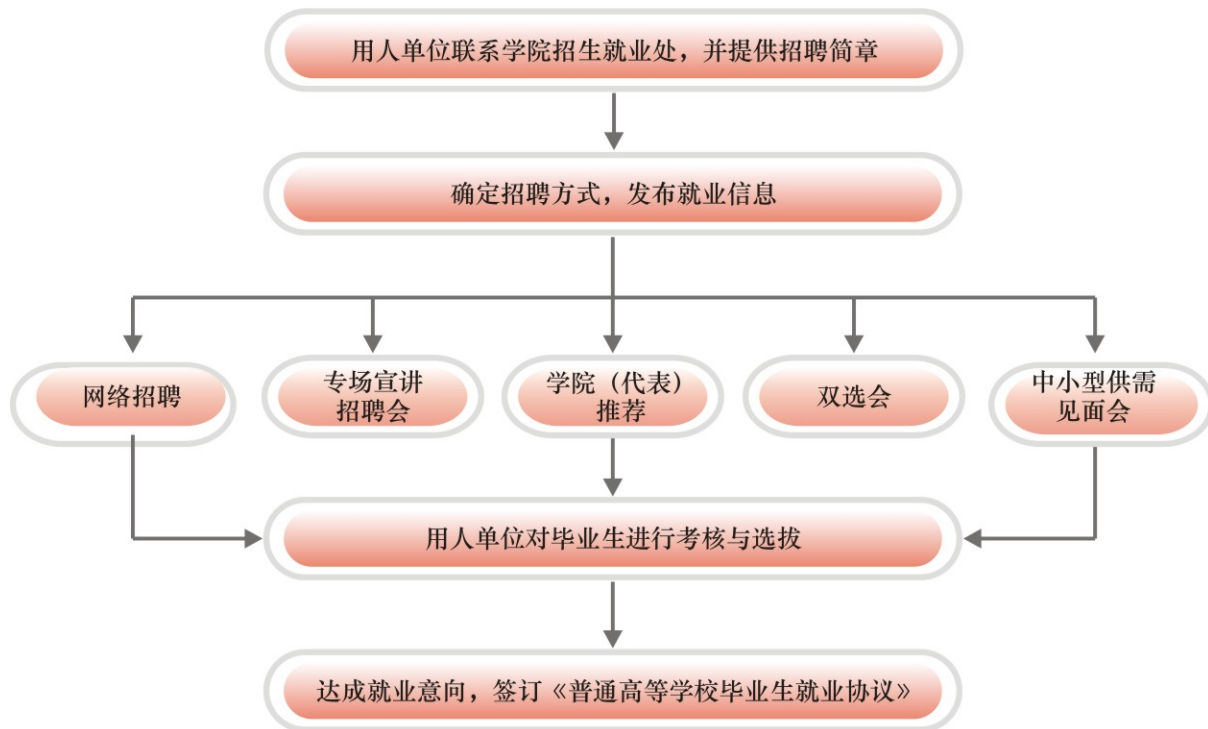 用人单位联系学院招生就业处，并提供招聘简章
确定招聘方式，发布就业信息
网络招聘
专场宣讲
招聘会
学院（代表）
推荐
双选会
中小型供需
见面会
用人单位对毕业生进行考核与选拔
达成就业意向，签订《普通高等学校毕业生就业协议》